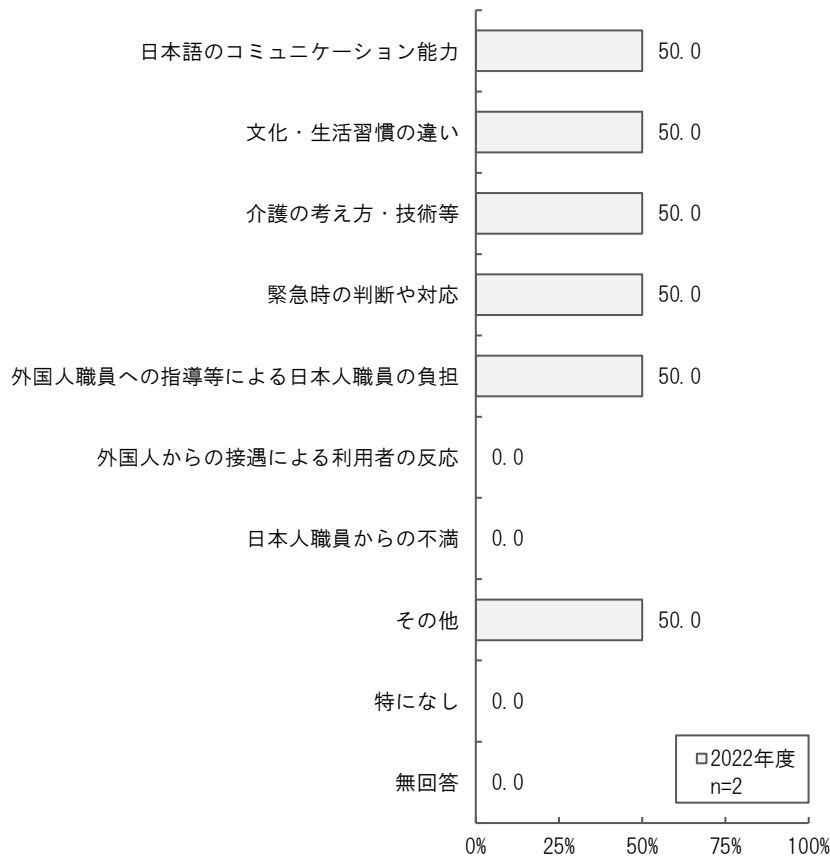 日本語のコミュニケーション能力 50.0
文化・生活習慣の違い 50.0
介護の考え方・技術等 50.0
緊急時の判断や対応 50.0
外国人職員への指導等による日本人職員の負担 50.0
外国人からの接遇による利用者の反応 0.0
日本人職員からの不満 0.0
その他 50.0
特になし 0.0
無回答 0.0
2022年度
n=2
0% 25% 50% 75% 100%